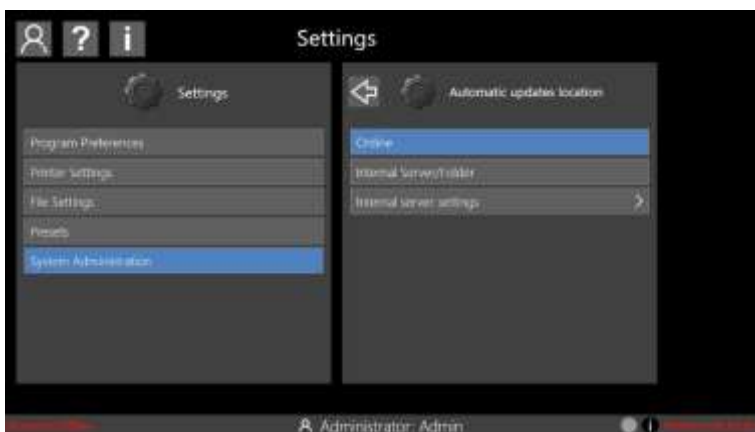 ? i Settings
Settings
Program Preferences
Printer Settings
File Settings
Presets
System Administration
Automatic updates location
Online
Internal Server/Folder
Internal server settings
Administrator: Admin
i